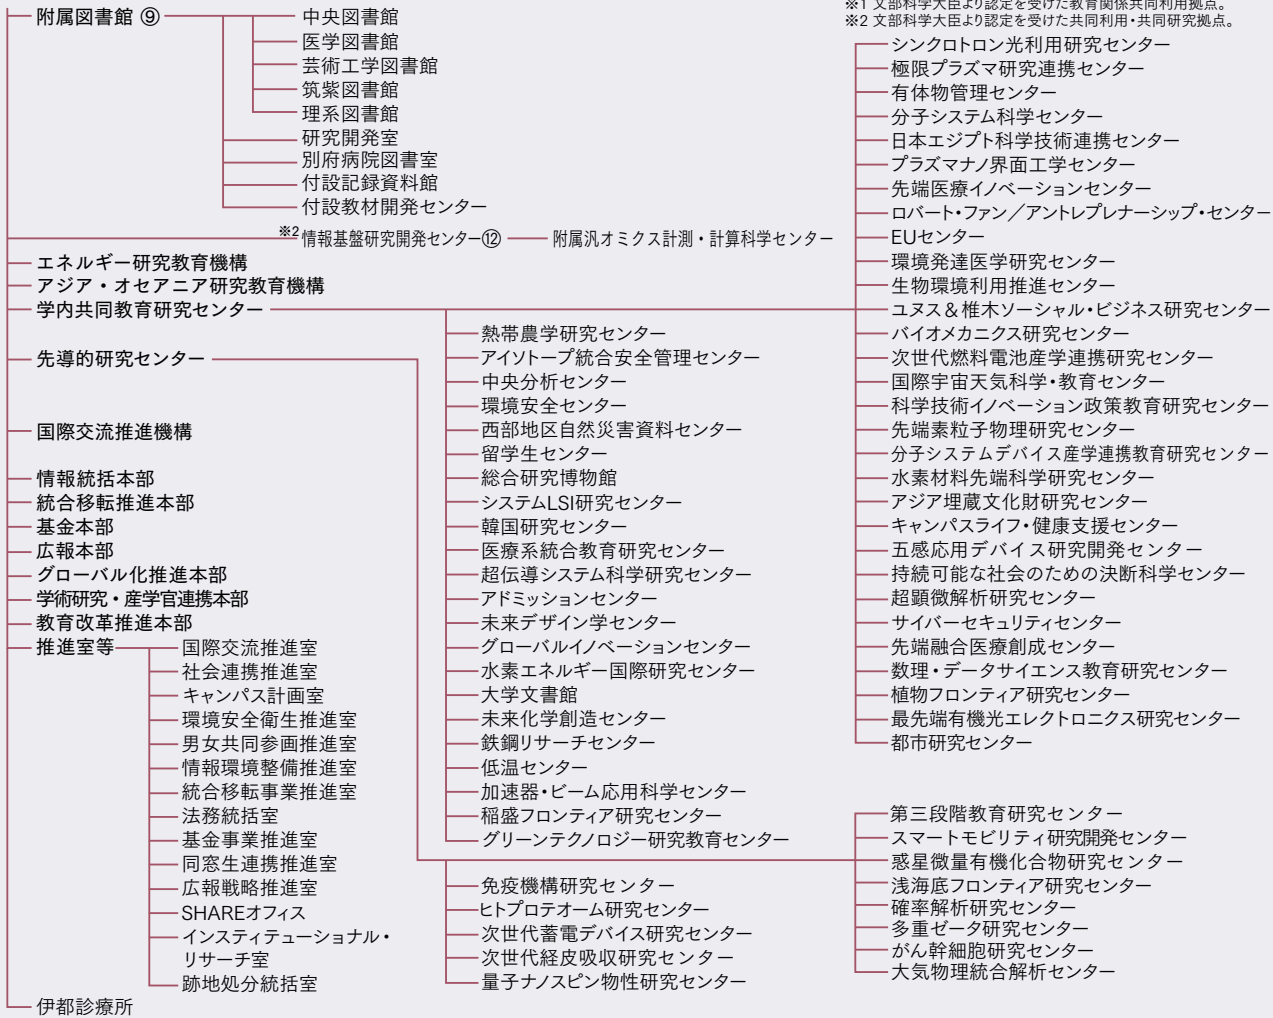 ※1 文部科学大臣より認定を受けた教育関係共同利用拠点。
※2 文部科学大臣より認定を受けた共同利用・共同研究拠点。
附属図書館 ⑨
中央図書館
医学図書館
芸術工学図書館
筑紫図書館
理系図書館
研究開発室
別府病院図書室
付設記録資料館
付設教材開発センター
※2 情報基盤研究開発センター⑫
附属汎オミクス計測・計算科学センター
エネルギー研究教育機構
アジア・オセアニア研究教育機構
学内共同教育研究センター
熱帯農学研究センター
アイソトープ統合安全管理センター
中央分析センター
環境安全センター
西部地区自然災害資料センター
留学生センター
総合研究博物館
システムLSI研究センター
韓国研究センター
医療系統合教育研究センター
超伝導システム科学研究センター
アドミッションセンター
未来デザイン学センター
グローバルイノベーションセンター
水素エネルギー国際研究センター
大学文書館
未来化学創造センター
鉄鋼リサーチセンター
低温センター
加速器・ビーム応用科学センター
稲盛フロンティア研究センター
グリーンテクノロジー研究教育センター
シンクロトロン光利用研究センター
極限プラズマ研究連携センター
有体物管理センター
分子システム科学センター
日本エジプト科学技術連携センター
プラズマナノ界面工学センター
先端医療イノベーションセンター
ロバート・ファン／アントレプレナーシップ・センター
EUセンター
環境発達医学研究センター
生物環境利用推進センター
ユヌス＆椎木ソーシャル・ビジネス研究センター
バイオメカニクス研究センター
次世代燃料電池産学連携研究センター
国際宇宙天気科学・教育センター
科学技術イノベーション政策教育研究センター
先端素粒子物理研究センター
分子システムデバイス産学連携教育研究センター
水素材料先端科学研究センター
アジア埋蔵文化財研究センター
キャンパスライフ・健康支援センター
五感応用デバイス研究開発センター
持続可能な社会のための決断科学センター
超顕微解析研究センター
サイバーセキュリティセンター
先端融合医療創成センター
数理・データサイエンス教育研究センター
植物フロンティア研究センター
最先端有機光エレクトロニクス研究センター
都市研究センター
先導的研究センター
免疫機構研究センター
ヒトプロテオーム研究センター
次世代蓄電デバイス研究センター
次世代経皮吸収研究センター
量子ナノスピン物性研究センター
第三段階教育研究センター
スマートモビリティ研究開発センター
惑星微量有機化合物研究センター
浅海底フロンティア研究センター
確率解析研究センター
多重ゼータ研究センター
がん幹細胞研究センター
大気物理統合解析センター
国際交流推進機構
情報統括本部
統合移転推進本部
基金本部
広報本部
グローバル化推進本部
学術研究・産学官連携本部
教育改革推進本部
推進室等
国際交流推進室
社会連携推進室
キャンパス計画室
環境安全衛生推進室
男女共同参画推進室
情報環境整備推進室
統合移転事業推進室
法務統括室
基金事業推進室
同窓生連携推進室
広報戦略推進室
SHAREオフィス
インスティテューショナル・
リサーチ室
跡地処分統括室
伊都診療所